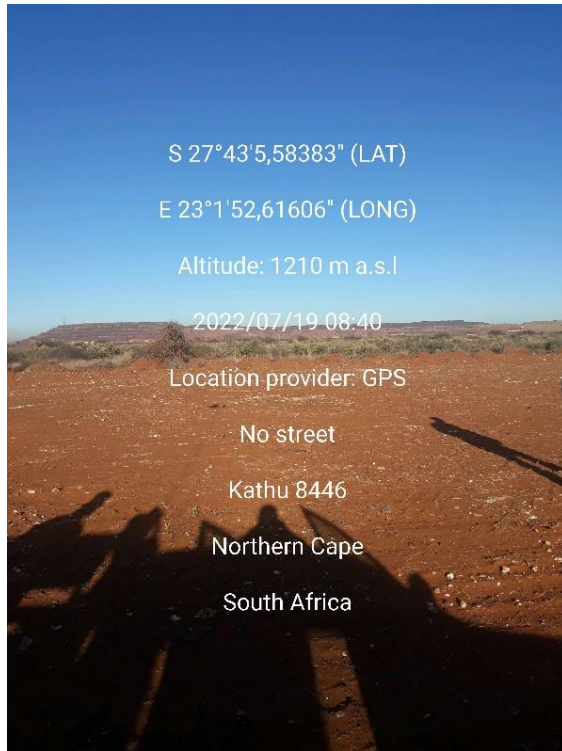 S 27°43'5,58383" (LAT)
E 23°1'52,61606" (LONG)
Altitude: 1210 m a.s.l
2022/07/19 08:40
Location provider: GPS
No street
Kathu 8446
Northern Cape
South Africa